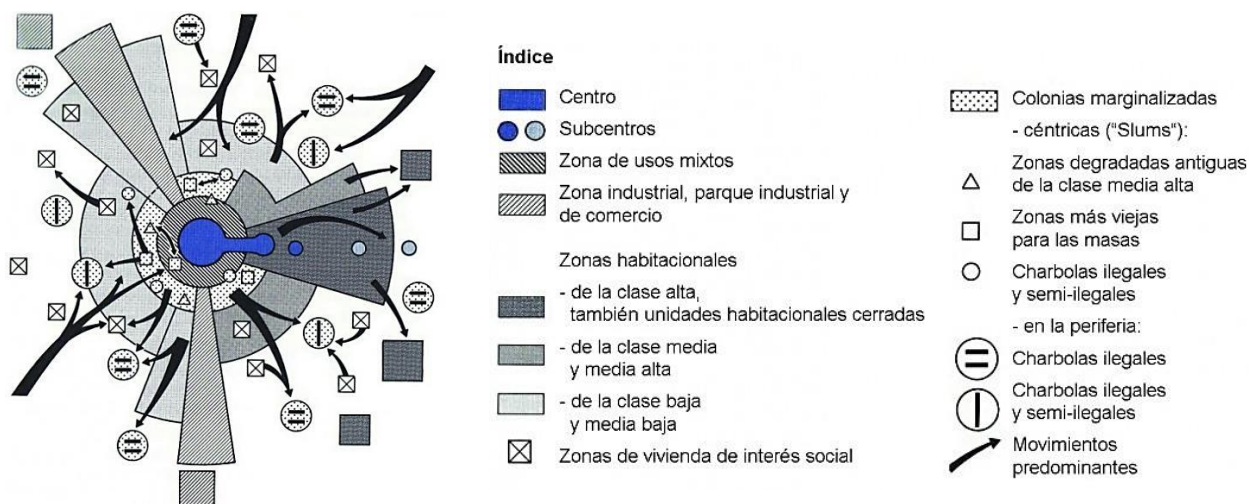 Índice
Centro
Subcentros
Zona de usos mixtos
Zona industrial, parque industrial y
de comercio
Zonas habitacionales
- de la clase alta,
también unidades habitacionales cerradas
- de la clase media
y media alta
- de la clase baja
y media baja
Zonas de vivienda de interés social
Colonias marginalizadas
- céntricas ("Slums"):
Zonas degradadas antiguas
de la clase media alta
Zonas más viejas
para las masas
Charbolas ilegales
y semi-ilegales
- en la periferia:
Charbolas ilegales
Charbolas ilegales
y semi-ilegales
Movimientos
predominantes